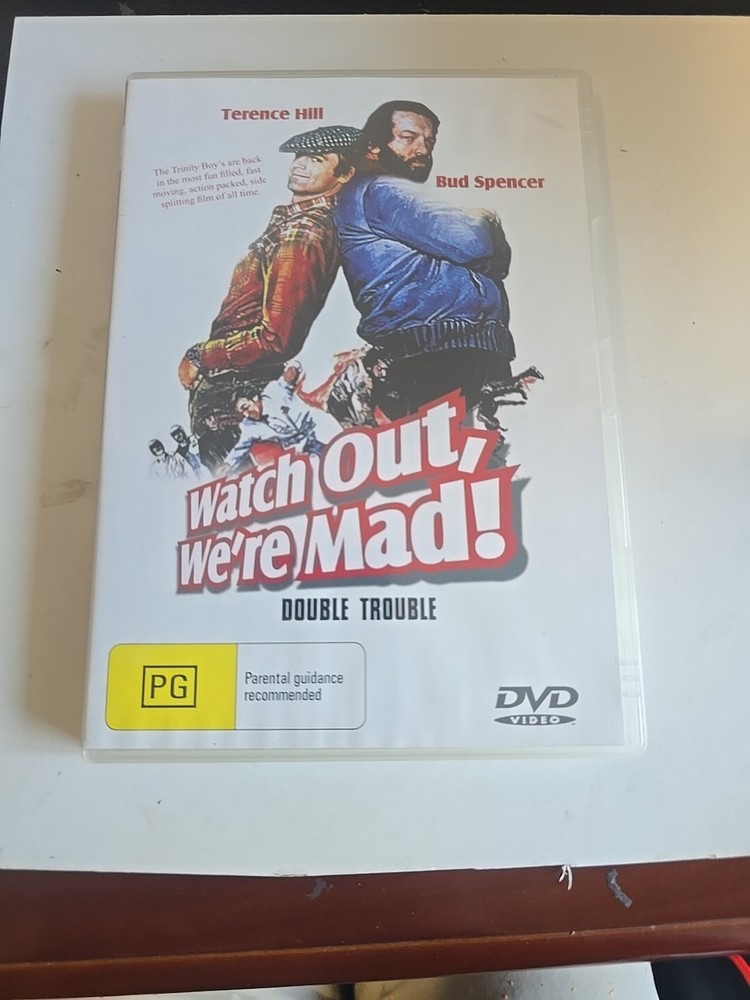 Terence Hill
The Trinity Boy's are back
in the most fun filled, fast
moving, action packed, side
splitting film of all time.
Bud Spencer
Watch Out,
We're Mad!
DOUBLE TROUBLE
PG
Parental guidance
recommended
DVD
VIDEO